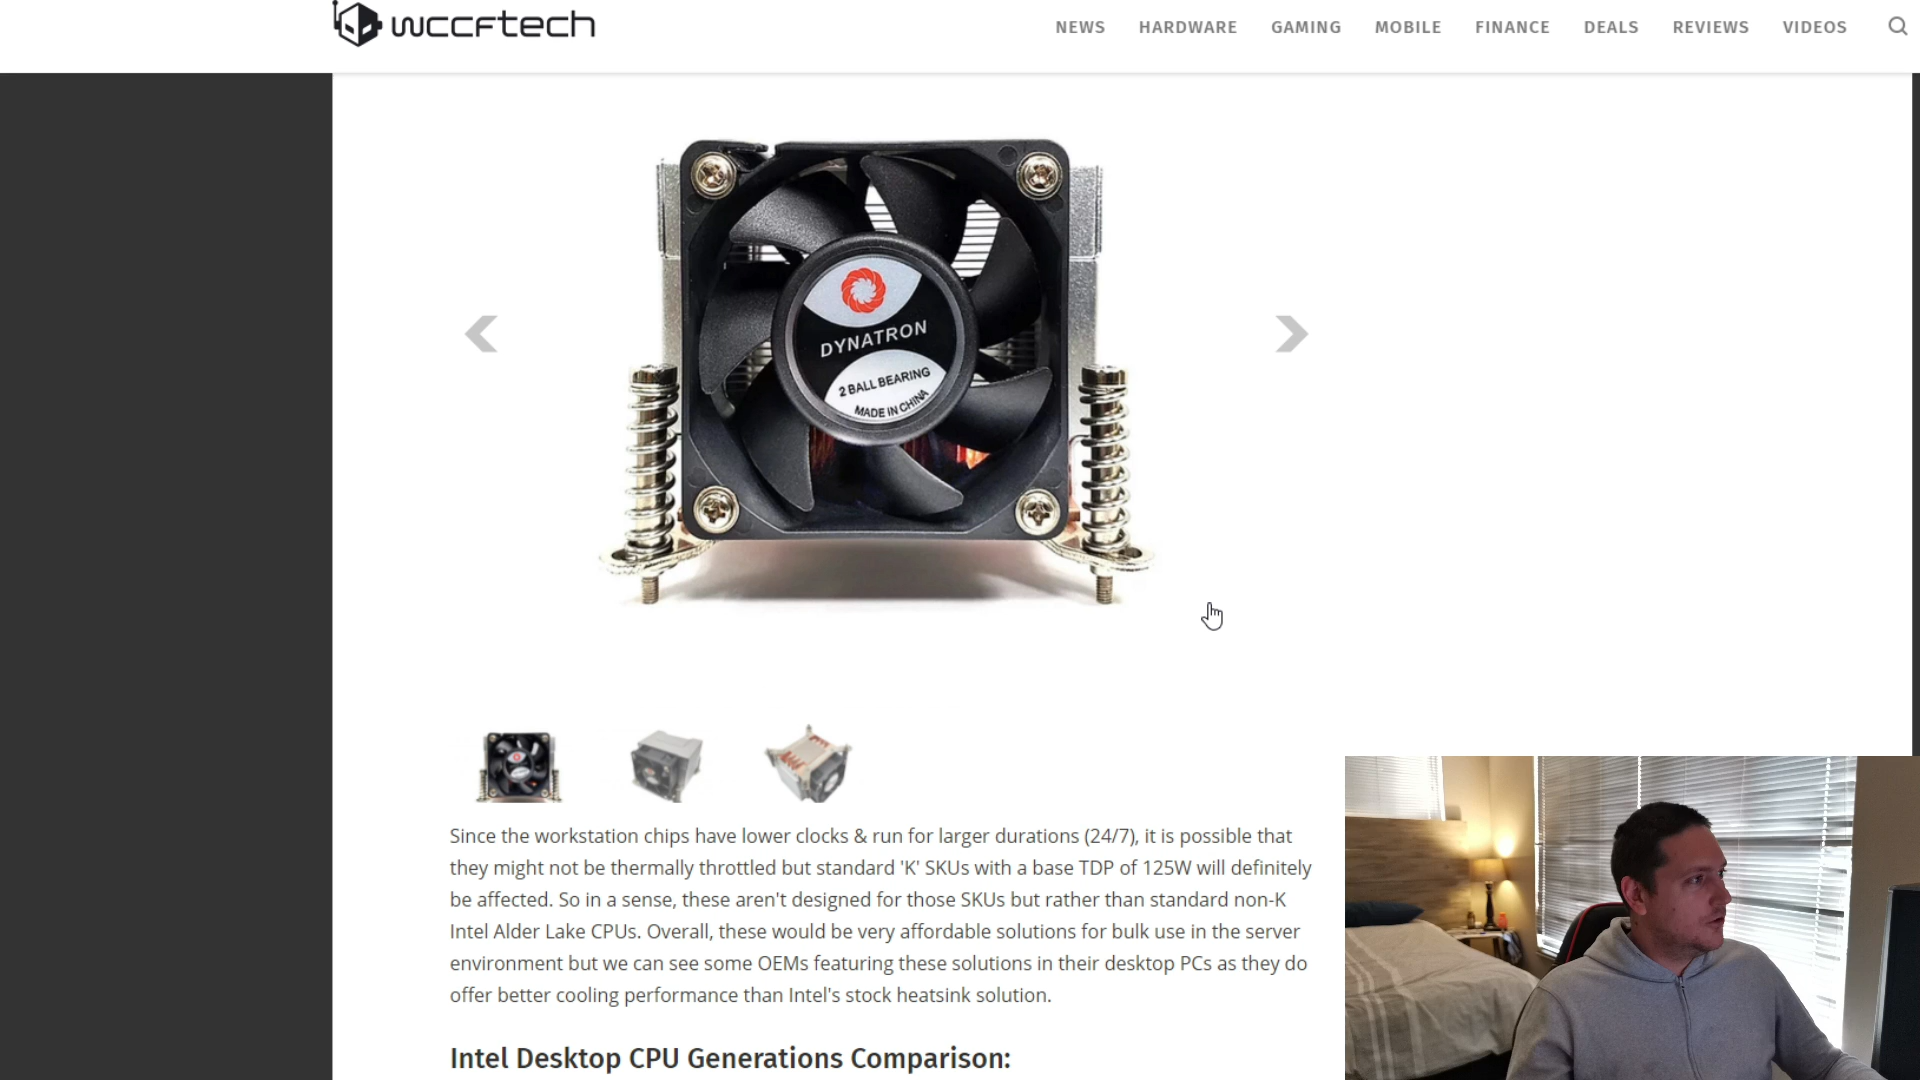 wccftech
NEWS HARDWARE GAMING MOBILE FINANCE DEALS REVIEWS VIDEOS
DYNATRON
2 BALL BEARING
MADE IN CHINA
Since the workstation chips have lower clocks & run for larger durations (24/7), it is possible that
they might not be thermally throttled but standard 'K' SKUs with a base TDP of 125W will definitely
be affected. So in a sense, these aren't designed for those SKUs but rather than standard non-K
Intel Alder Lake CPUs. Overall, these would be very affordable solutions for bulk use in the server
environment but we can see some OEMs featuring these solutions in their desktop PCs as they do
offer better cooling performance than Intel's stock heatsink solution.
Intel Desktop CPU Generations Comparison: